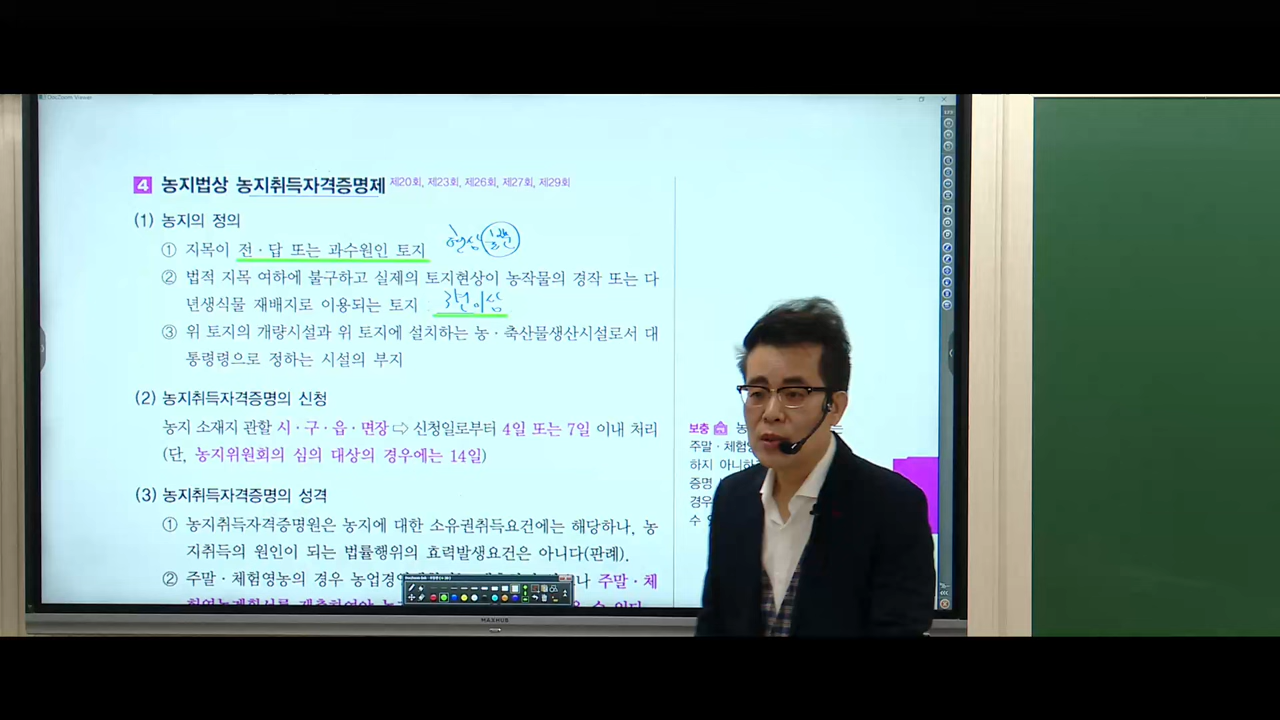 DocZoom Viewer
4 농지법상 농지취득자격증명제 제20회, 제23회, 제26회, 제27회, 제29회
(1) 농지의 정의
① 지목이 전·답 또는 과수원인 토지
② 법적 지목 여하에 불구하고 실제의 토지현상이 농작물의 경작 또는 다
년생식물 재배지로 이용되는 토지 3년이상
③ 위 토지의 개량시설과 위 토지에 설치하는 농·축산물생산시설로서 대
통령령으로 정하는 시설의 부지
(2) 농지취득자격증명의 신청
농지 소재지 관할 시·구·읍·면장 ⇨ 신청일로부터 4일 또는 7일 이내 처리
(단, 농지위원회의 심의 대상의 경우에는 14일)
(3) 농지취득자격증명의 성격
① 농지취득자격증명원은 농지에 대한 소유권취득요건에는 해당하나, 농
지취득의 원인이 되는 법률행위의 효력발생요건은 아니다(판례).
② 주말·체험영농의 경우 농업경 나 주말·체
보충 농
주말·체험
하지 아니하
증명
경우
수
MAXHUB